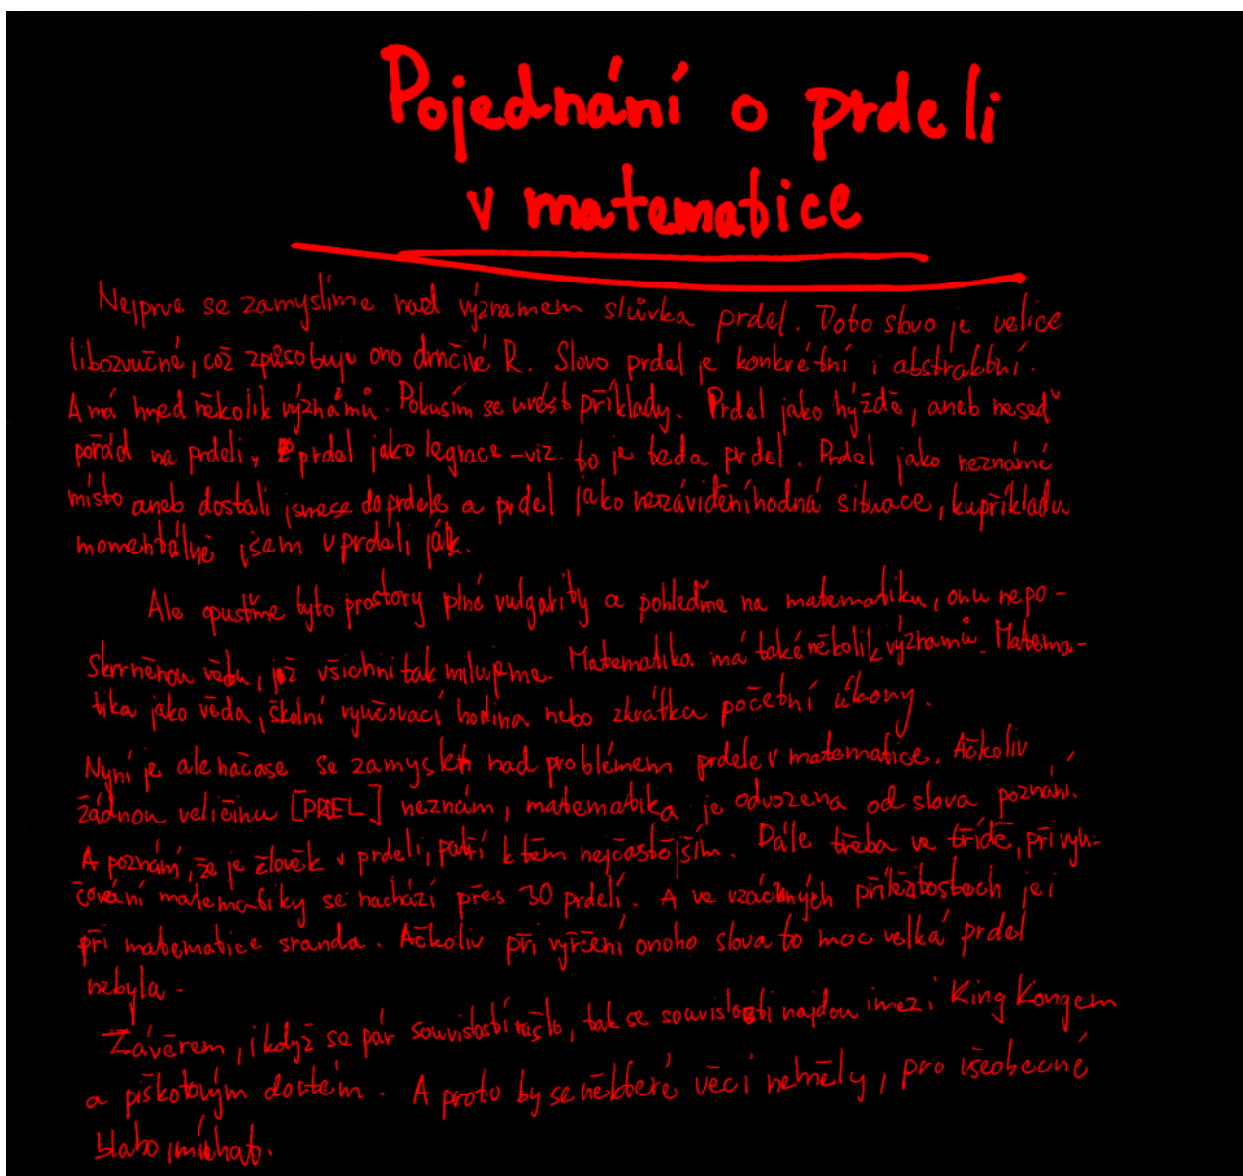 Pojednání o prdeli
v matematice
Nejprve se zamyslíme nad významem slůvka prdel. Toto slovo je velice
libozvučné, což způsobuje ono drnčivé R. Slovo prdel je konkrétní i abstraktní.
A má hned několik významů. Pokusím se uvést příklady. Prdel jako hýždě, aneb neseď
pořád na prdeli, prdel jako legrace - viz. to je teda prdel. Prdel jako neznámé
místo aneb dostali jsme se do prdele a prdel jako nezáviděníhodná situace, kupříkladu
momentálně jsem v prdeli ják.
Ale opusťme tyto prostory plné vulgarity a pohleďme na matematiku, onu nepo-
skvrněnou vědu, již všichni tak milujeme. Matematika má také několik významů. Matema-
tika jako věda, školní vyučovací hodina nebo zkrátka početní úkony.
Nyní je ale načase se zamyslet nad problémem prdele v matematice. Ačkoliv
žádnou veličinu [PRDEL] neznám, matematika je odvozena od slova poznání.
A poznání, že je člověk v prdeli, patří k těm nejčastějším. Dále třeba ve třídě, při vyu-
čování matematiky se nachází přes 30 prdelí. A ve vzácných příležitostech je i
při matematice sranda. Ačkoliv při vyřčení onoho slova to moc velká prdel
nebyla.
Závěrem, i když se pár souvislostí našlo, tak se souvislosti najdou i mezi King Kongem
a piškotovým dortem. A proto by se některé věci neměly, pro všeobecné
blaho, míchat.